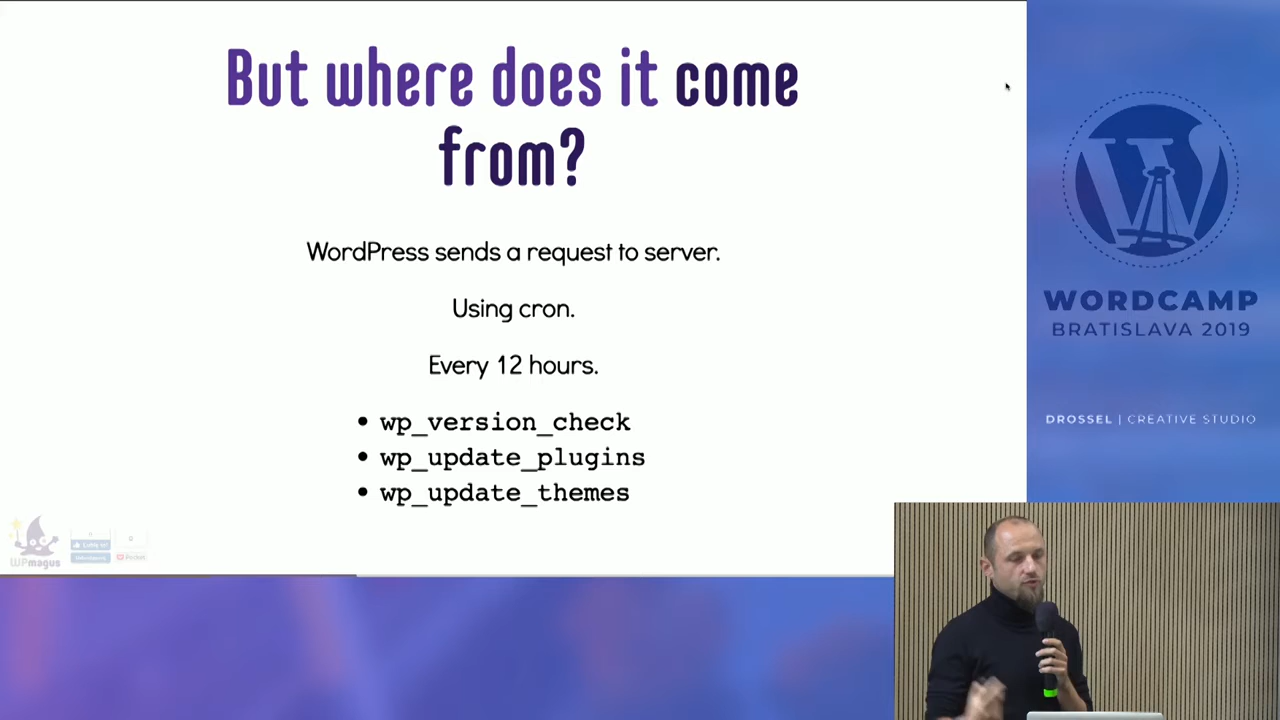 But where does it come
from?
WordPress sends a request to server.
Using cron.
Every 12 hours.
• wp_version_check
• wp_update_plugins
• wp_update_themes
WORDCAMP
BRATISLAVA 2019
DROSSEL | CREATIVE STUDIO
WPmagus
Pocket